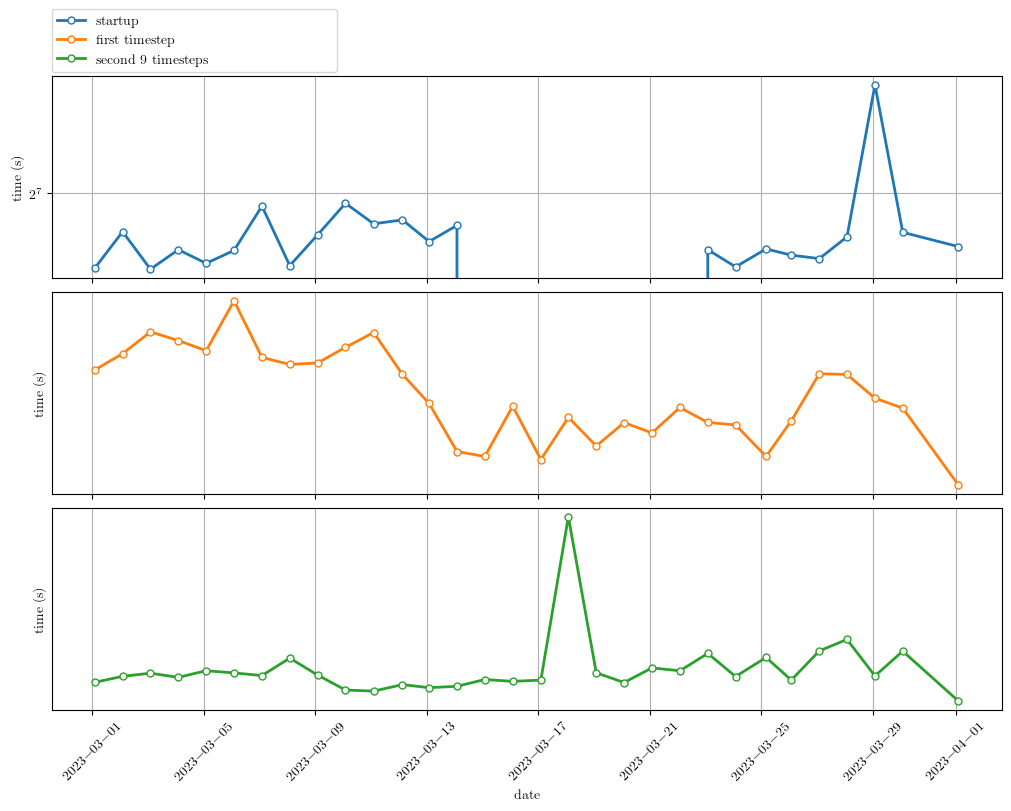 startup
first timestep
second 9 timesteps
time (s)
2^7
time (s)
time (s)
2023−03−01
2023−03−05
2023−03−09
2023−03−13
2023−03−17
2023−03−21
2023−03−25
2023−03−29
2023−04−01
date